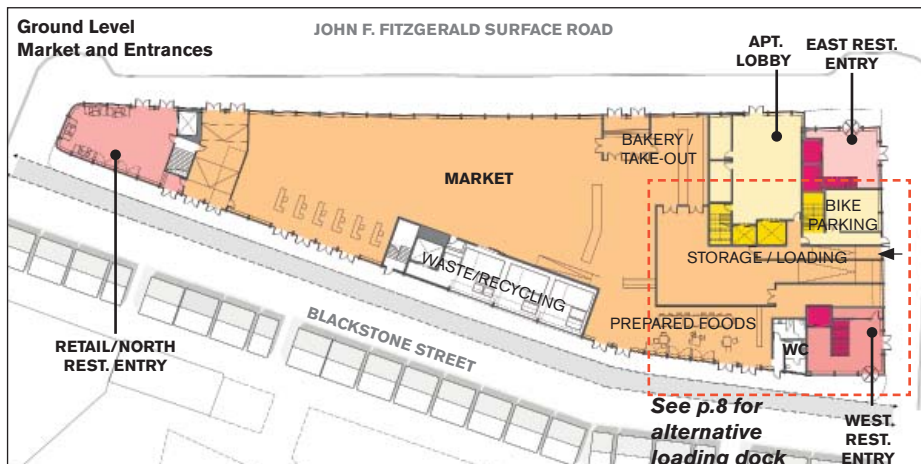 Ground Level
Market and Entrances
JOHN F. FITZGERALD SURFACE ROAD
APT.
LOBBY
EAST REST.
ENTRY
BAKERY /
TAKE-OUT
MARKET
BIKE
PARKING
STORAGE / LOADING
WASTE/RECYCLING
PREPARED FOODS
WC
BLACKSTONE STREET
RETAIL/NORTH
REST. ENTRY
See p.8 for
alternative
loading dock
WEST.
REST.
ENTRY